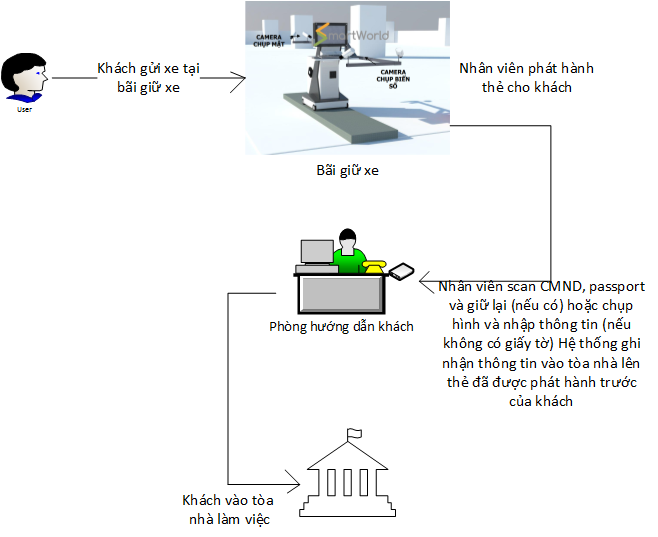 User
Khách gửi xe tại
bãi giữ xe
CAMERA
CHỤP MẶT
SmartWorld
CAMERA
CHỤP BIỂN
SỐ
Bãi giữ xe
Nhân viên phát hành
thẻ cho khách
Phòng hướng dẫn khách
Nhân viên scan CMND, passport
và giữ lại (nếu có) hoặc chụp
hình và nhập thông tin (nếu
không có giấy tờ) Hệ thống ghi
nhận thông tin vào tòa nhà lên
thẻ đã được phát hành trước
của khách
Khách vào tòa
nhà làm việc